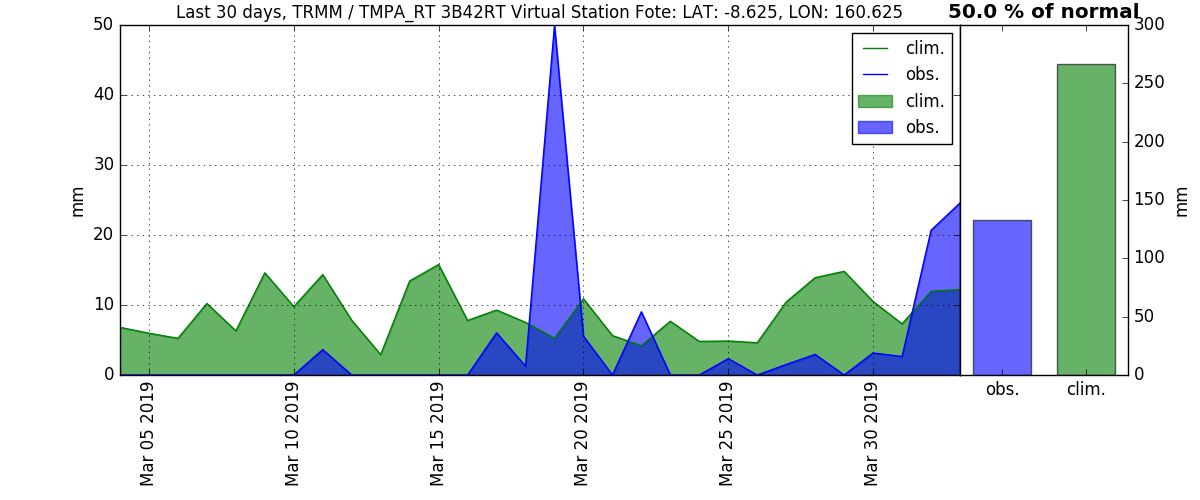 Last 30 days, TRMM / TMPA_RT 3B42RT Virtual Station Fote: LAT: -8.625, LON: 160.625
50.0 % of normal
50
40
30
20
10
0
mm
clim.
obs.
clim.
obs.
Mar 05 2019
Mar 10 2019
Mar 15 2019
Mar 20 2019
Mar 25 2019
Mar 30 2019
300
250
200
150
100
50
0
mm
obs.
clim.